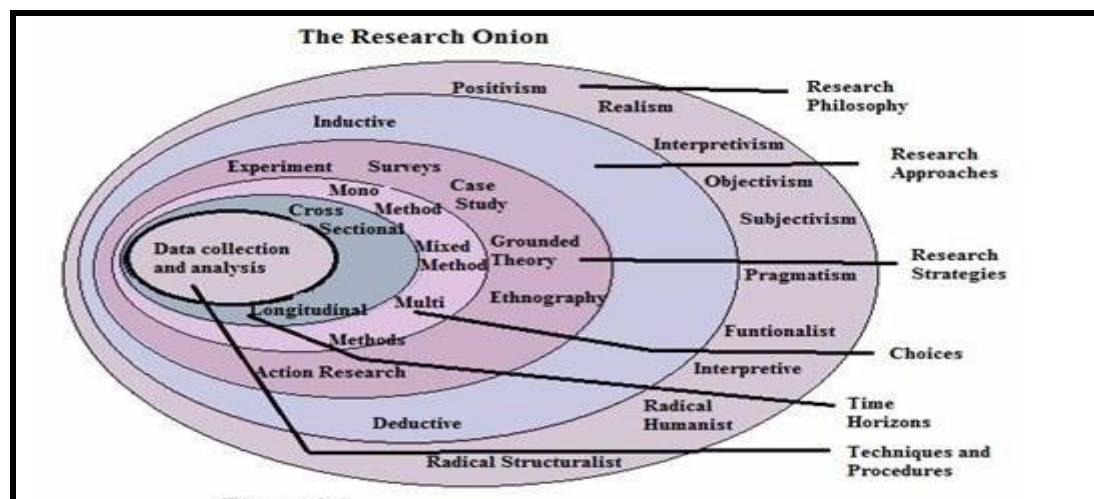 The Research Onion
Positivism
Realism
Research
Philosophy
Inductive
Interpretivism
Research
Approaches
Experiment
Surveys
Objectivism
Mono
Method
Case
Study
Cross
Sectional
Subjectivism
Data collection
and analysis
Mixed
Method
Grounded
Theory
Research
Strategies
Pragmatism
Ethnography
Longitudinal
Multi
Methods
Funtionalist
Choices
Action Research
Interpretive
Radical
Humanist
Time
Horizons
Deductive
Radical Structuralist
Techniques and
Procedures